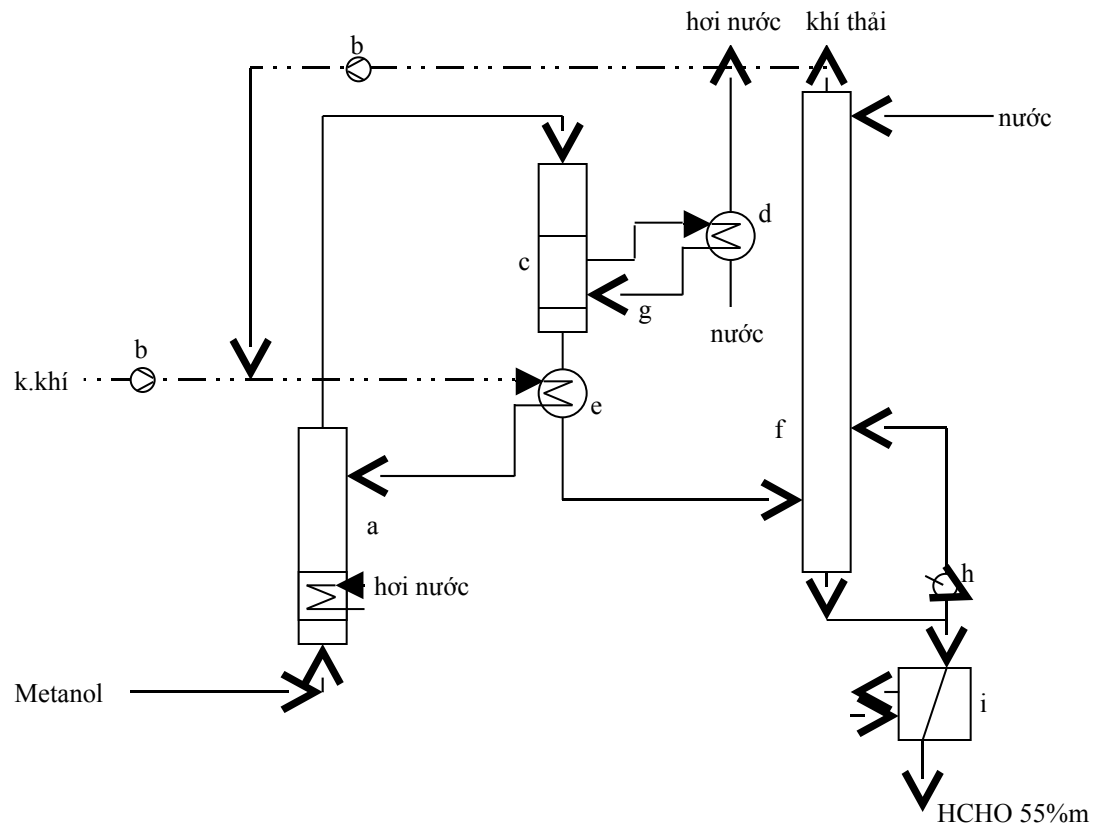 hơi nước
khí thải
b
nước
d
c
g
nước
b
k.khí
e
f
a
hơi nước
h
Metanol
i
HCHO 55%m